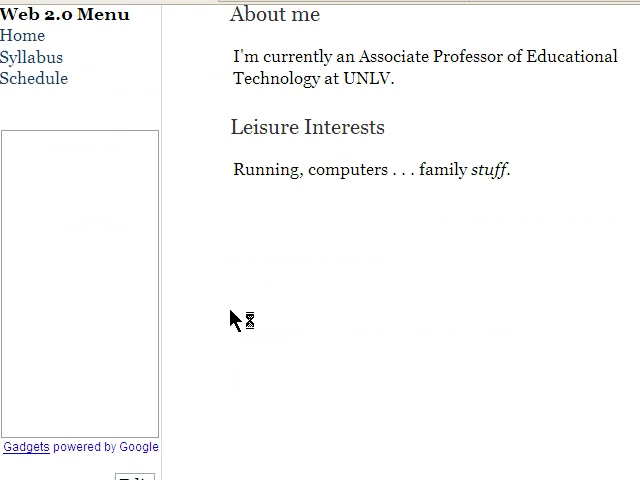 Web 2.0 Menu
Home
Syllabus
Schedule
Gadgets powered by Google
About me
I'm currently an Associate Professor of Educational
Technology at UNLV.
Leisure Interests
Running, computers . . . family stuff.